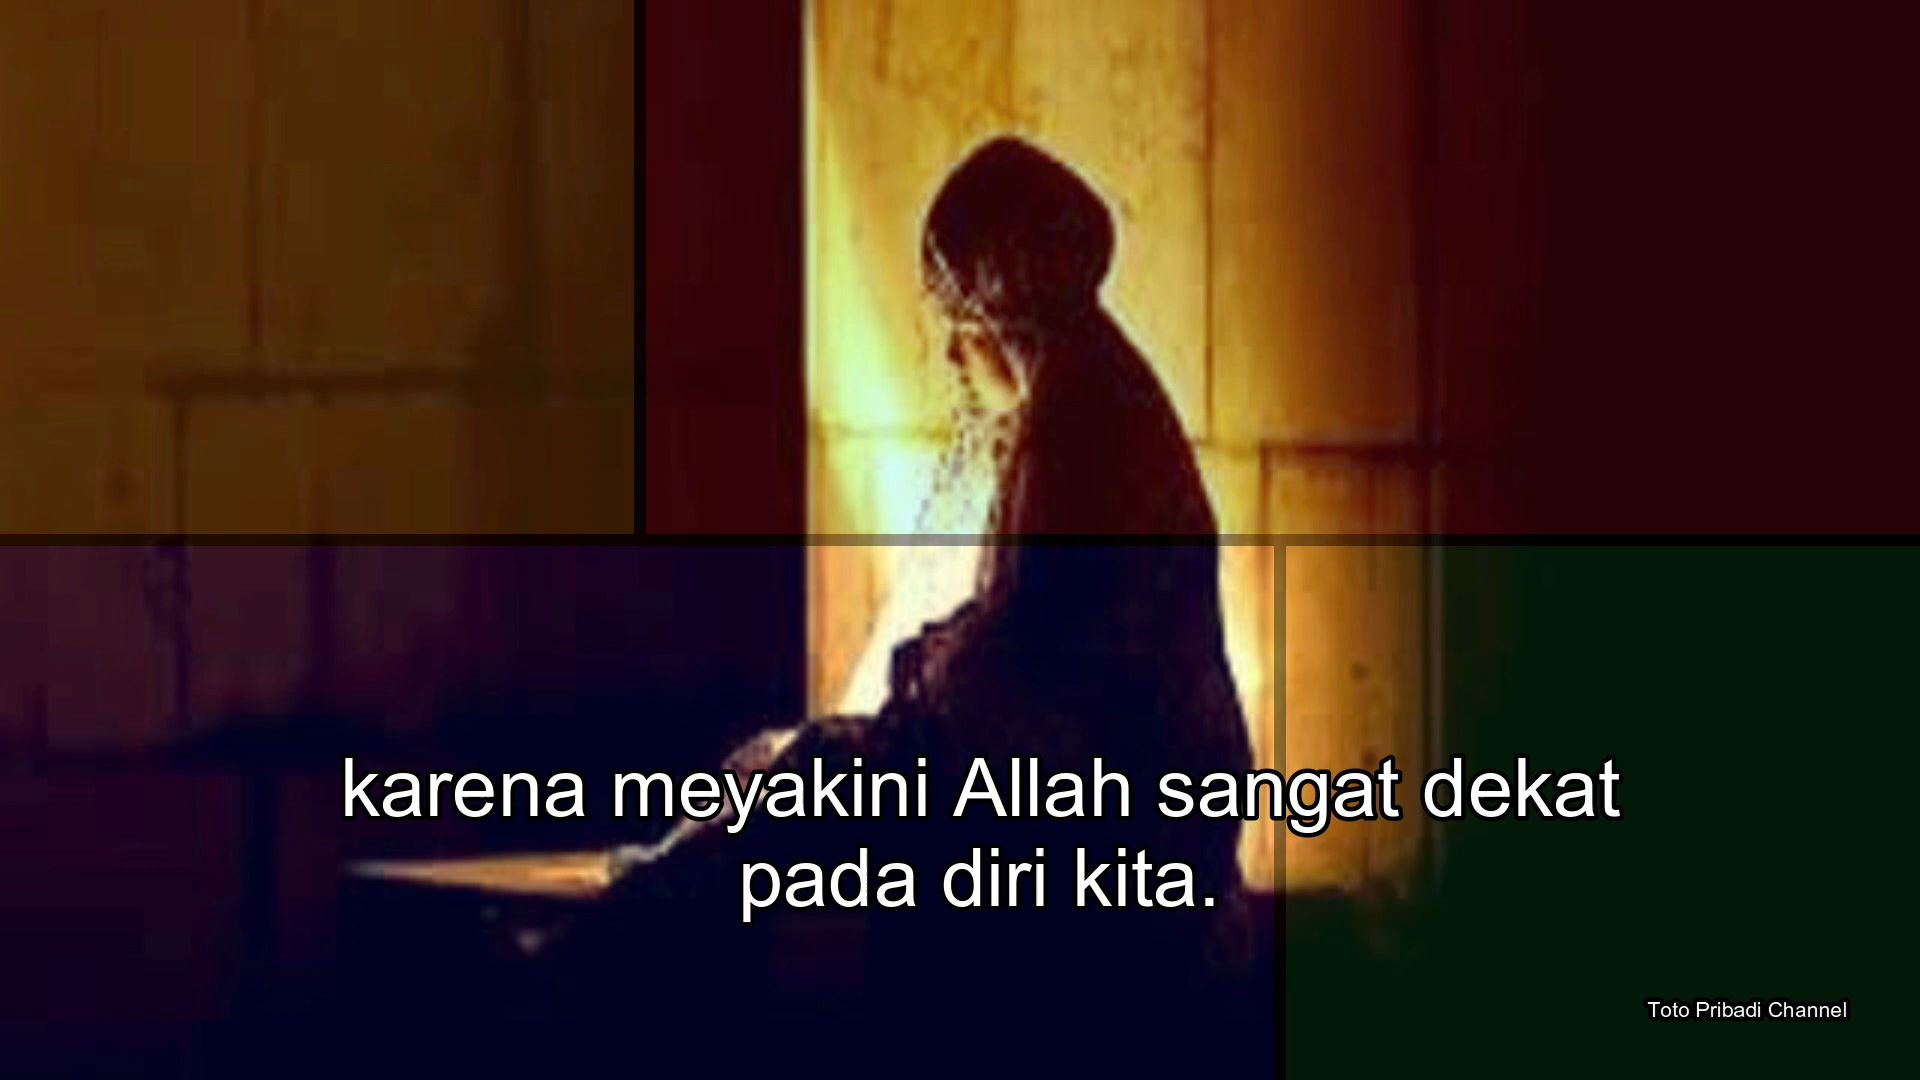 karena meyakini Allah sangat dekat
pada diri kita.
Toto Pribadi Channel